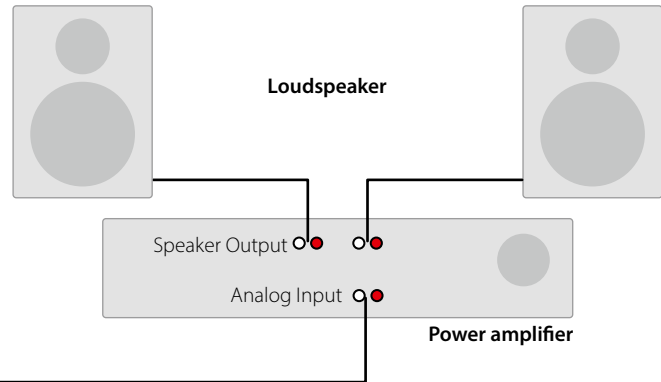 Loudspeaker
Speaker Output
Analog Input
Power amplifier